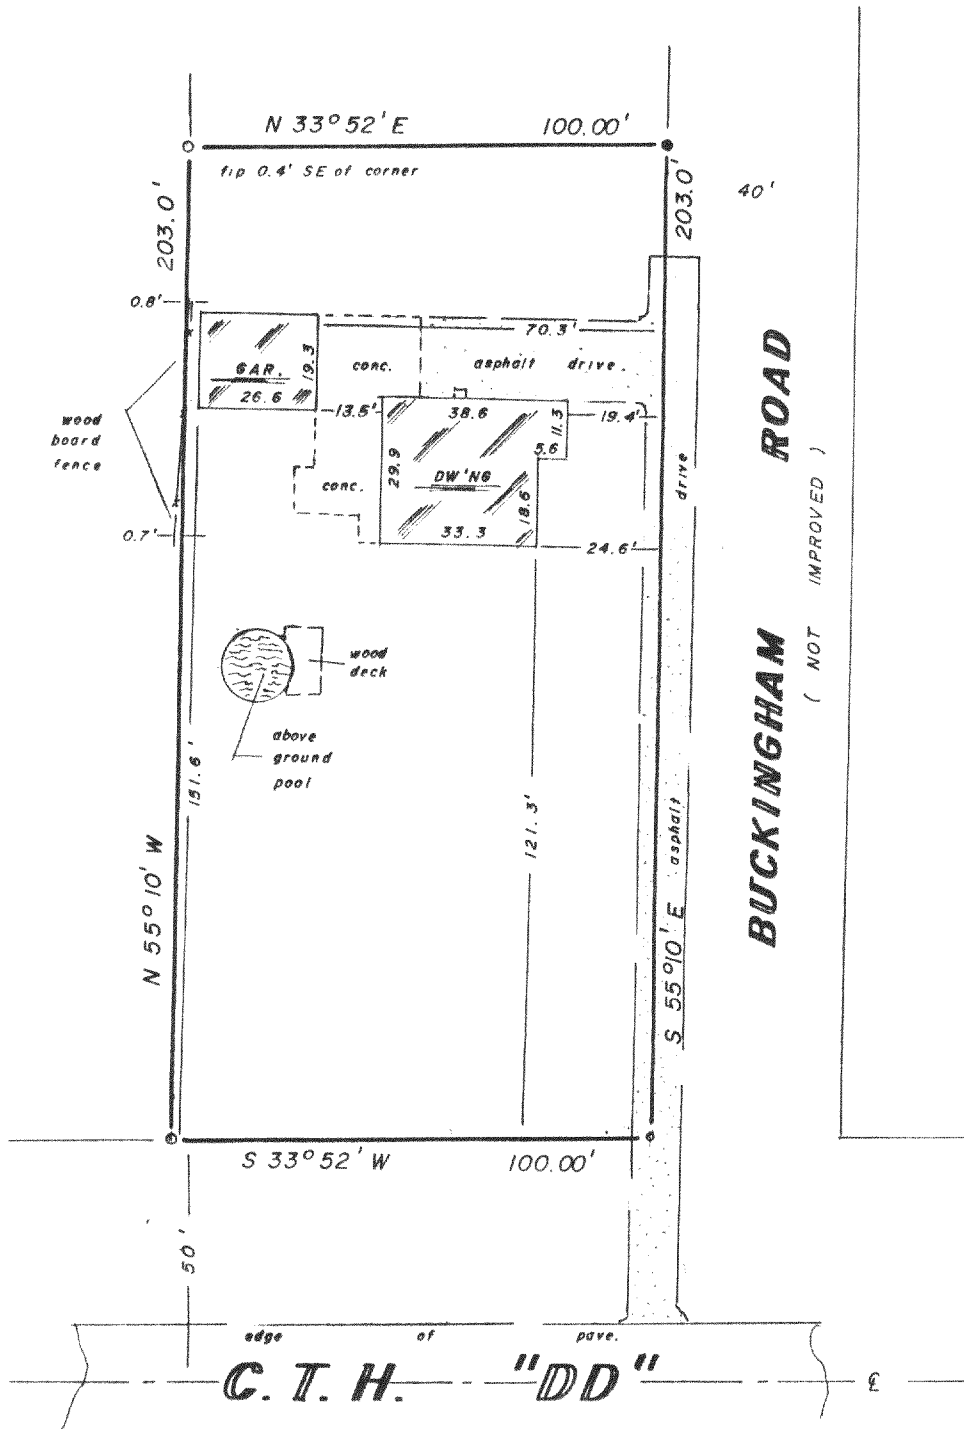 N 33° 52' E 100.00'
fip 0.4' SE of corner
203.0'
203.0'
40'
0.8'
70.3'
GAR.
19.3
26.6
conc.
asphalt drive.
13.5'
38.6
11.3
19.4'
5.6
wood
board
fence
29.9
DW'NG
conc.
18.6
33.3
drive
0.7'
24.6'
ROAD
( NOT IMPROVED )
BUCKINGHAM
wood
deck
above
ground
pool
151.6'
121.3'
asphalt
N 55° 10' W
S 55° 10' E
S 33° 52' W 100.00'
50'
edge of pave.
C. T. H. "DD"